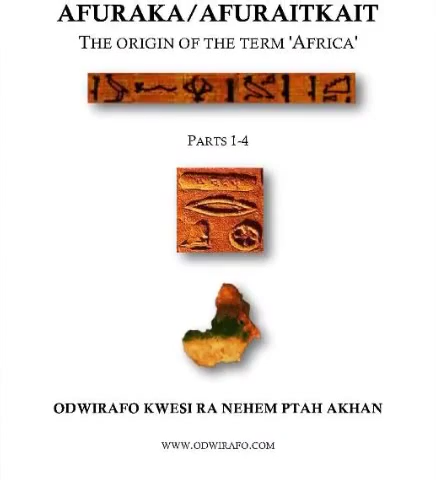 AFURAKA/AFURAITKAIT
THE ORIGIN OF THE TERM 'AFRICA'
PARTS 1-4
ODWIRAFO KWESI RA NEHEM PTAH AKHAN
WWW.ODWIRAFO.COM